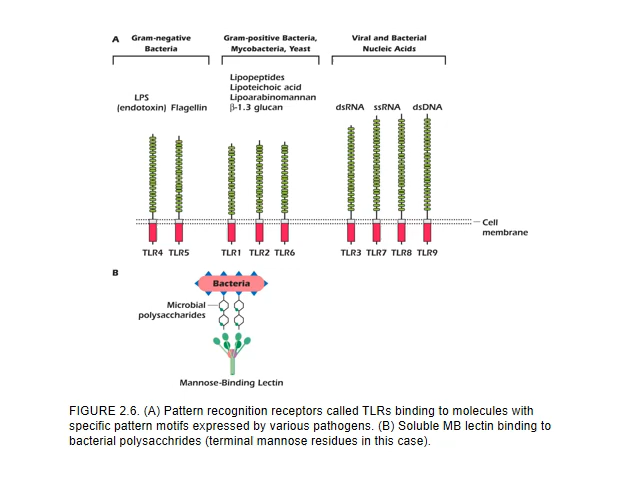 A
Gram-negative
Bacteria
Gram-positive Bacteria,
Mycobacteria, Yeast
Viral and Bacterial
Nucleic Acids
LPS
(endotoxin)
Flagellin
Lipopeptides
Lipoteichoic acid
Lipoarabinomannan
β-1.3 glucan
dsRNA ssRNA dsDNA
Cell
membrane
TLR4 TLR5 TLR1 TLR2 TLR6 TLR3 TLR7 TLR8 TLR9
B
Bacteria
Microbial
polysaccharides
Mannose-Binding Lectin
FIGURE 2.6. (A) Pattern recognition receptors called TLRs binding to molecules with
specific pattern motifs expressed by various pathogens. (B) Soluble MB lectin binding to
bacterial polysacchrides (terminal mannose residues in this case).